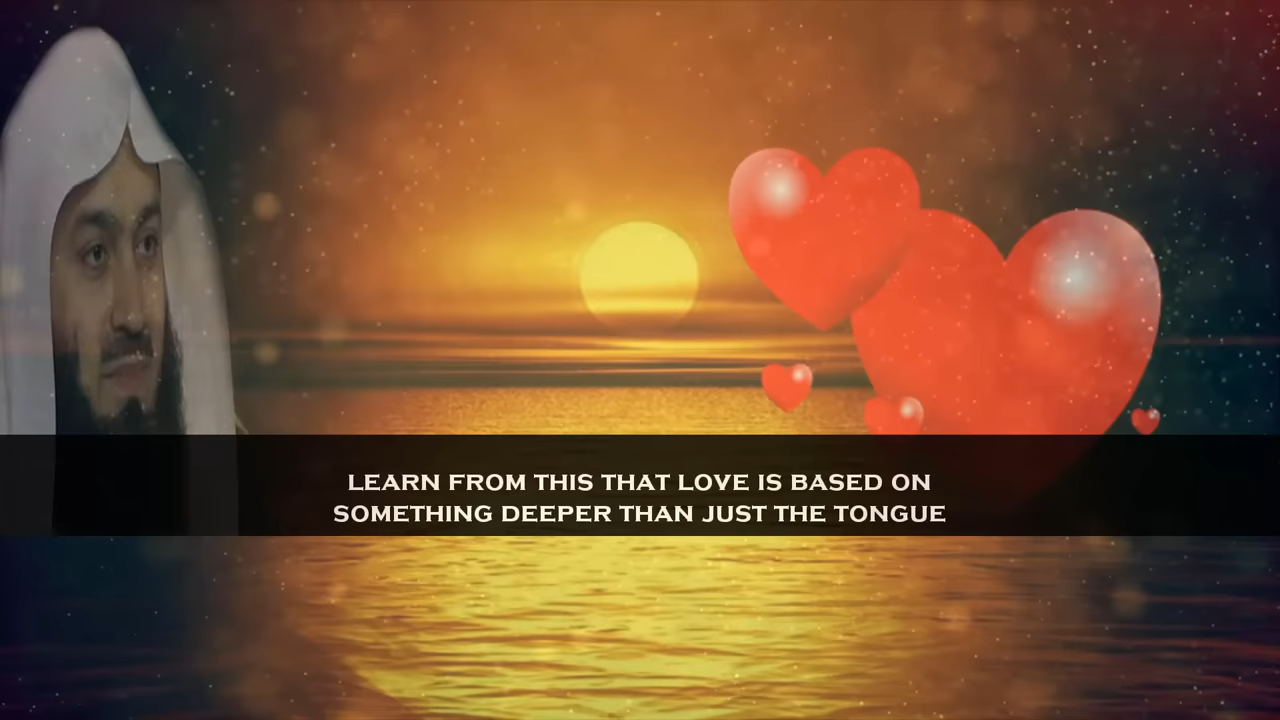 LEARN FROM THIS THAT LOVE IS BASED ON
SOMETHING DEEPER THAN JUST THE TONGUE